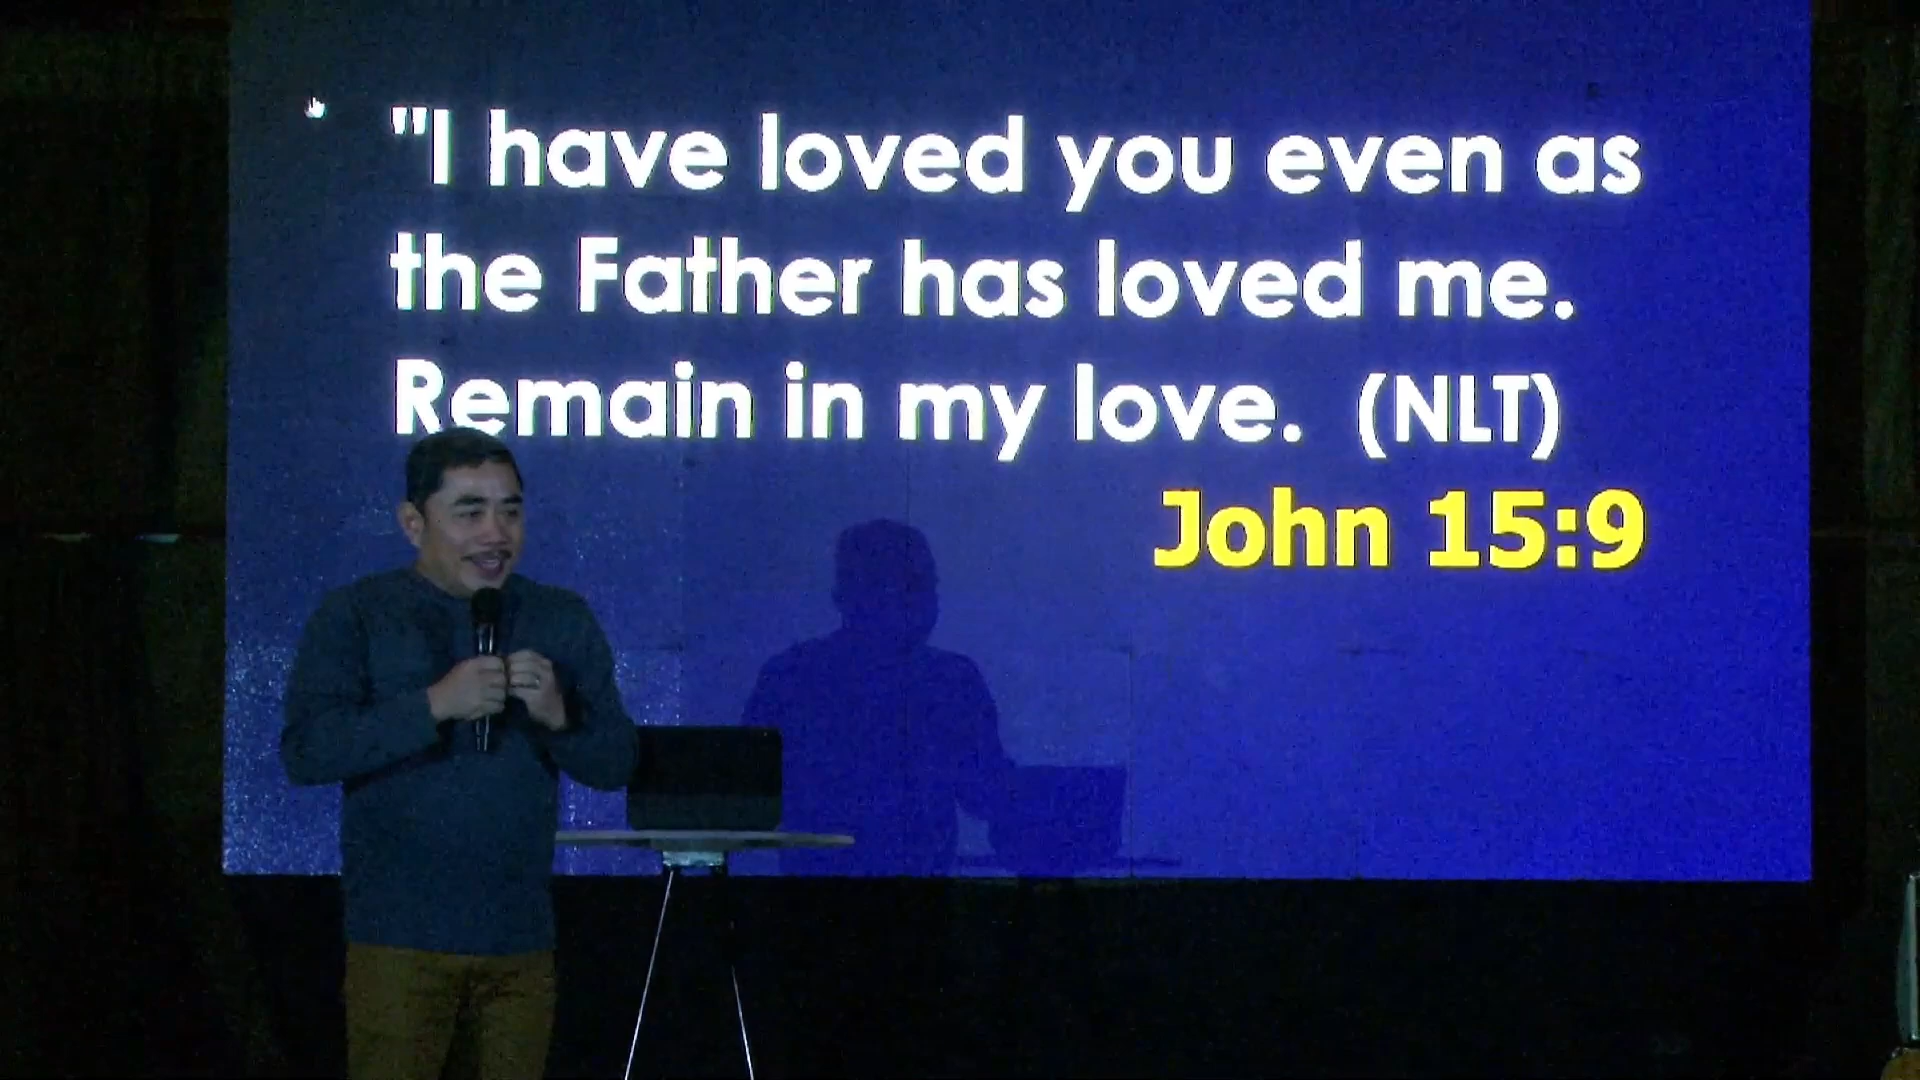 "I have loved you even as
the Father has loved me.
Remain in my love. (NLT)
John 15:9